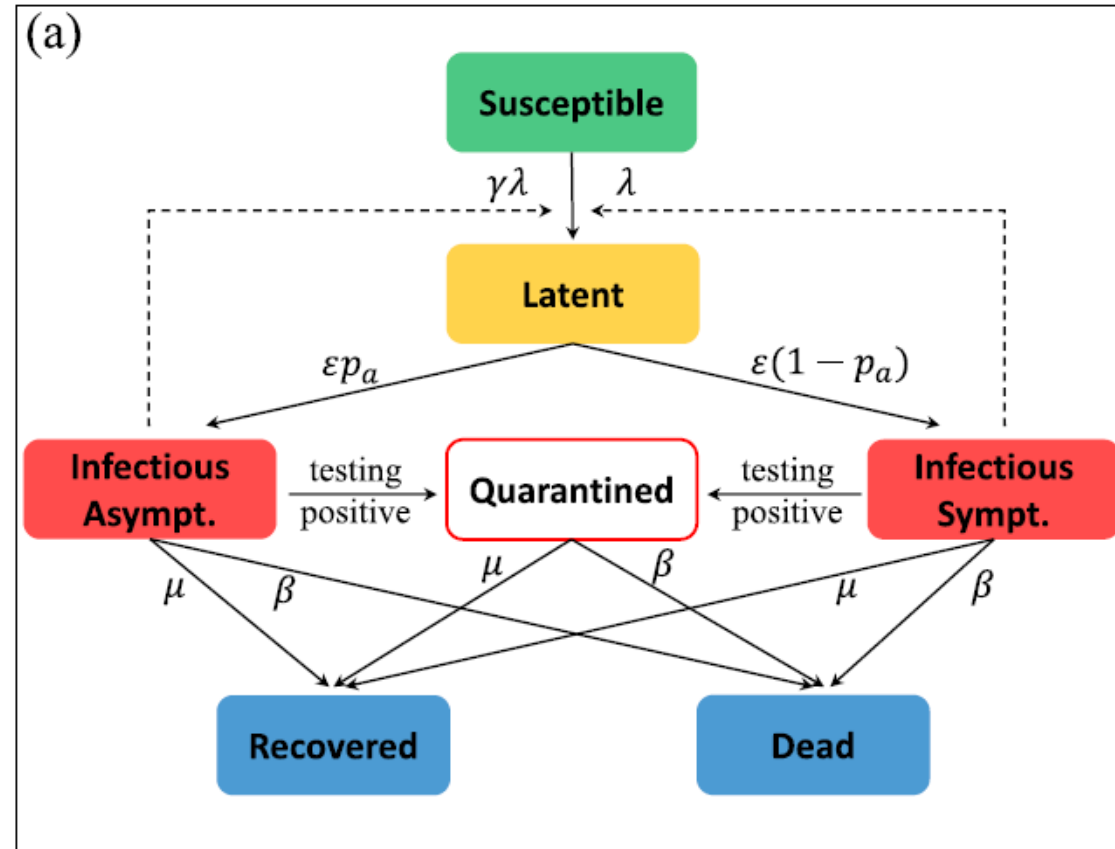 (a)
Susceptible
γλ
λ
Latent
εp_a
ε(1 − p_a)
Infectious
Asympt.
testing
positive
Quarantined
testing
positive
Infectious
Sympt.
μ
β
μ
β
μ
β
Recovered
Dead